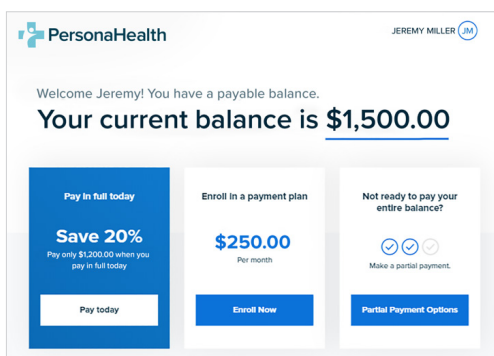 PersonaHealth
JEREMY MILLER JM
Welcome Jeremy! You have a payable balance.
Your current balance is $1,500.00
Pay in full today
Save 20%
Pay only $1,200.00 when you
pay in full today
Pay today
Enroll in a payment plan
$250.00
Per month
Enroll Now
Not ready to pay your
entire balance?
Make a partial payment.
Partial Payment Options